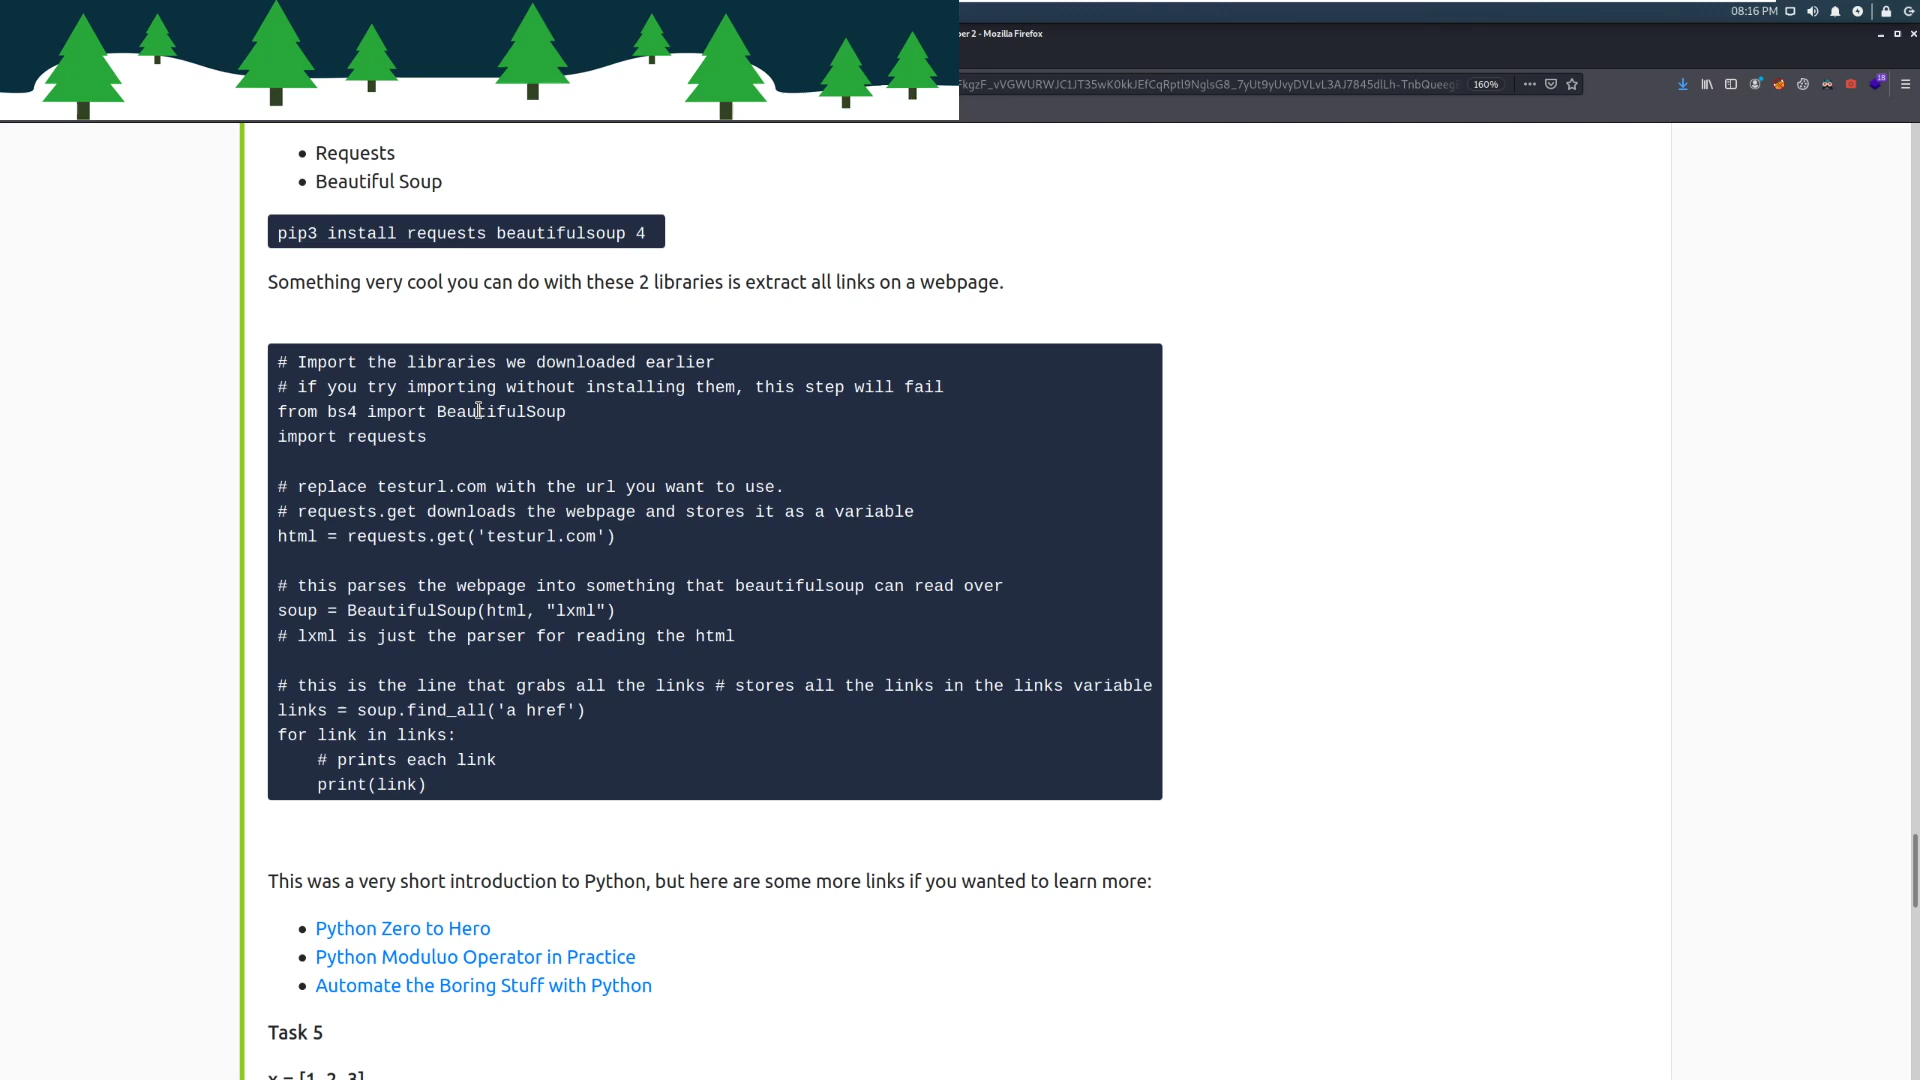 08:16 PM
per 2 - Mozilla Firefox
160%
18
• Requests
• Beautiful Soup
pip3 install requests beautifulsoup 4
Something very cool you can do with these 2 libraries is extract all links on a webpage.
# Import the libraries we downloaded earlier
# if you try importing without installing them, this step will fail
from bs4 import BeautifulSoup
import requests
# replace testurl.com with the url you want to use.
# requests.get downloads the webpage and stores it as a variable
html = requests.get('testurl.com')
# this parses the webpage into something that beautifulsoup can read over
soup = BeautifulSoup(html, "lxml")
# lxml is just the parser for reading the html
# this is the line that grabs all the links # stores all the links in the links variable
links = soup.find_all('a href')
for link in links:
    # prints each link
    print(link)
This was a very short introduction to Python, but here are some more links if you wanted to learn more:
• Python Zero to Hero
• Python Moduluo Operator in Practice
• Automate the Boring Stuff with Python
Task 5
x = [1, 2, 3]